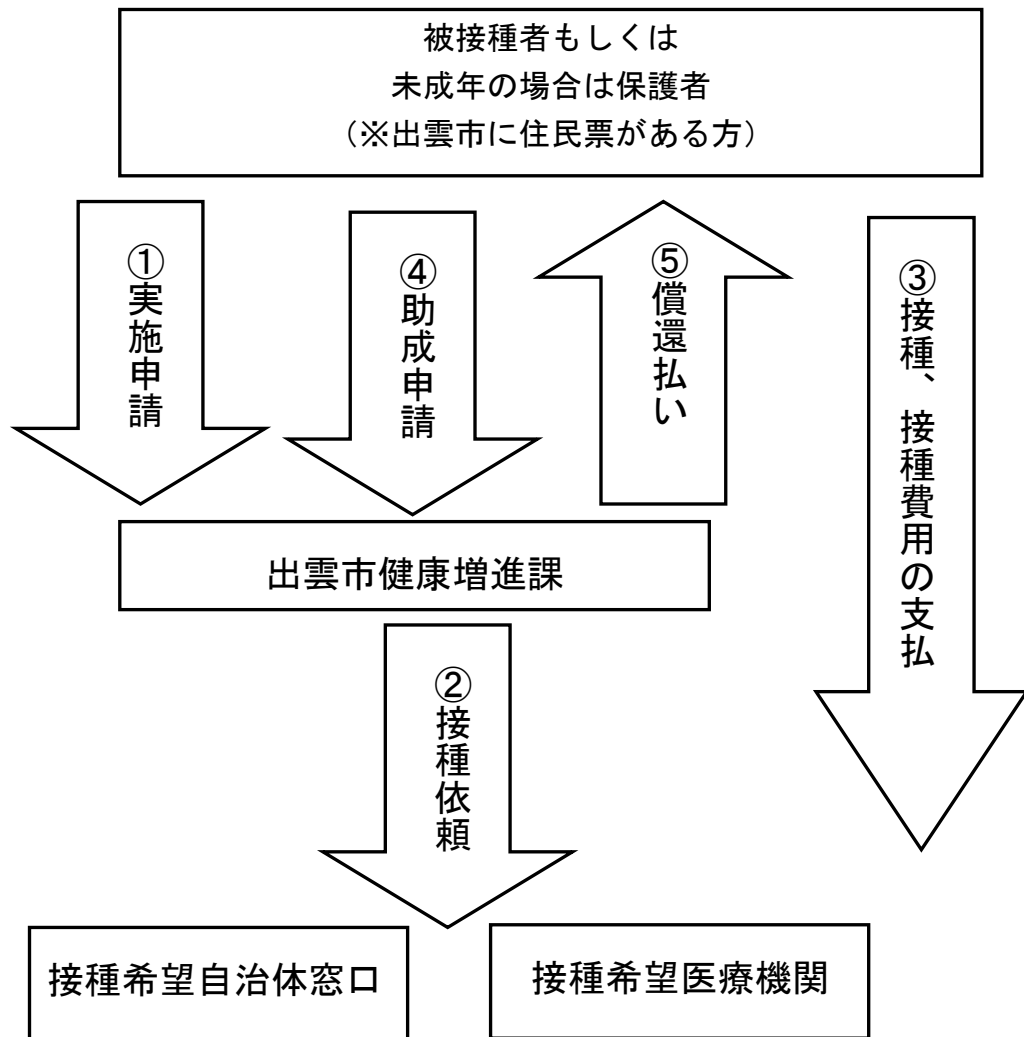 被接種者もしくは
未成年の場合は保護者
（※出雲市に住民票がある方）
①実施申請
④助成申請
⑤償還払い
③接種、接種費用の支払
出雲市健康増進課
②接種依頼
接種希望自治体窓口
接種希望医療機関